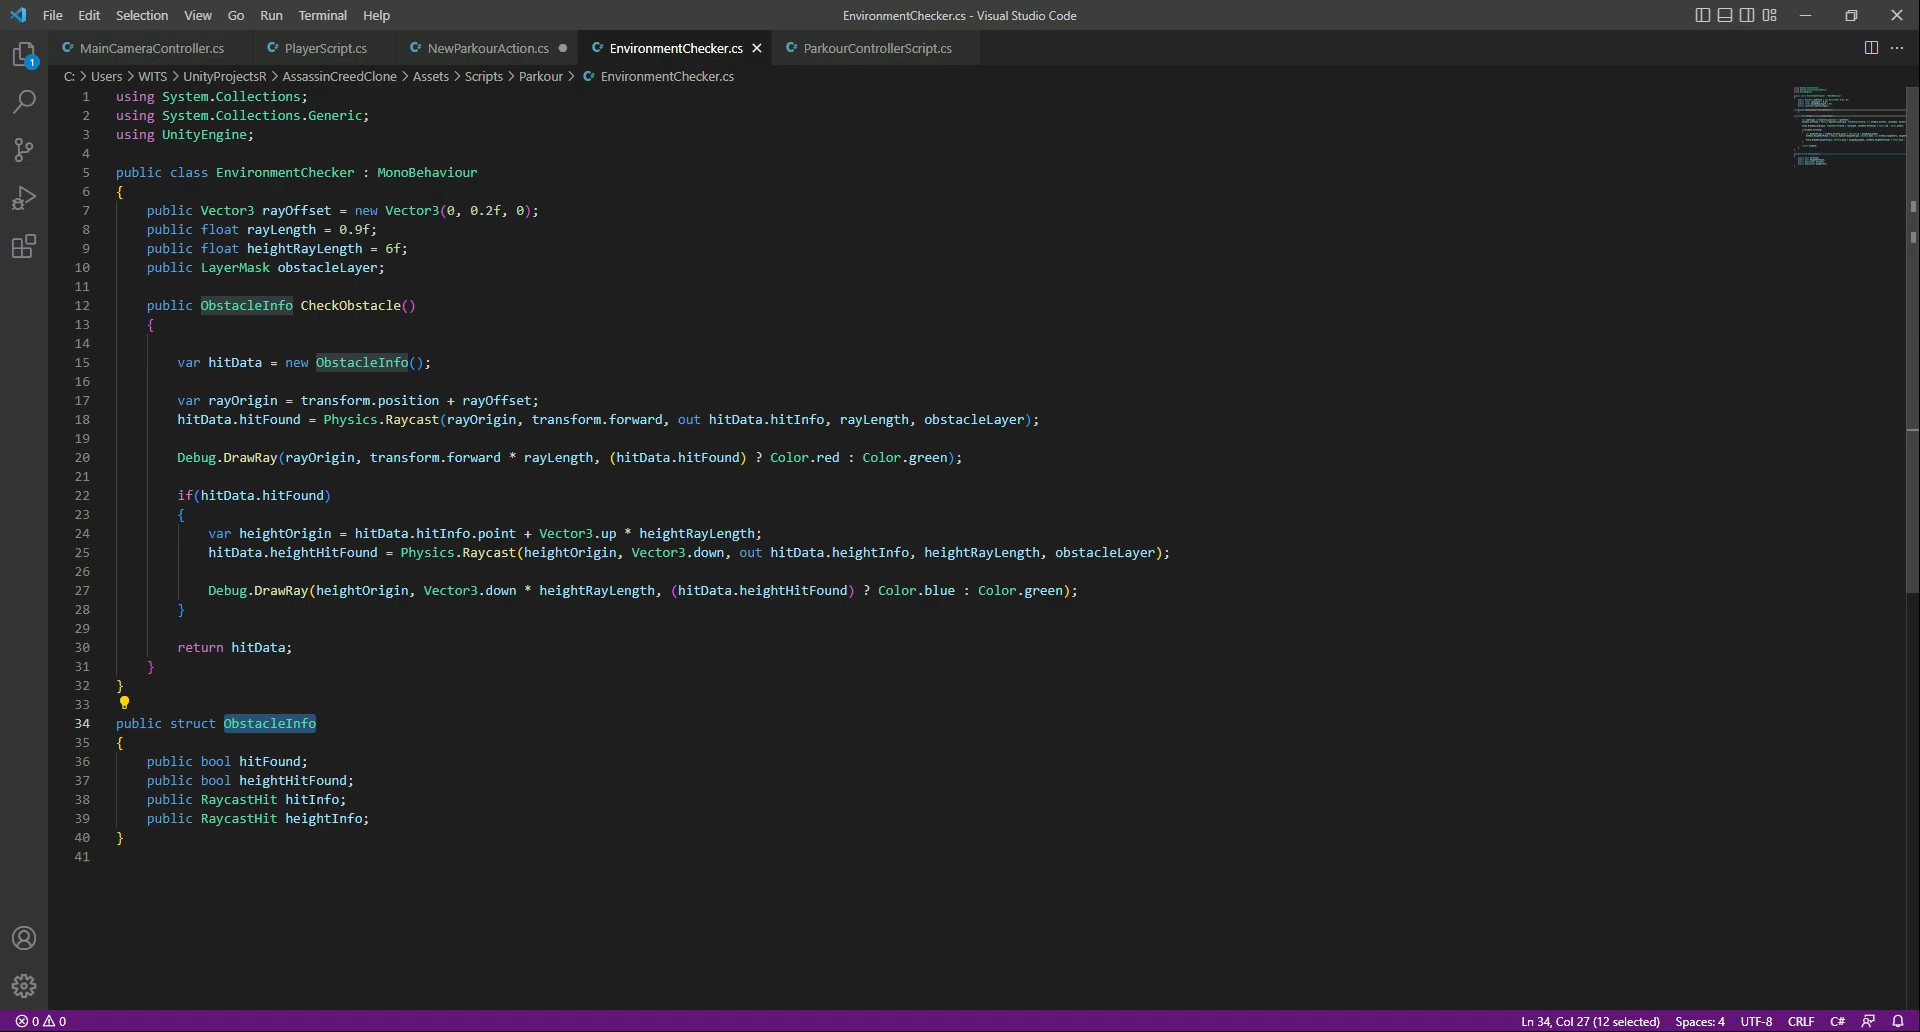 File Edit Selection View Go Run Terminal Help EnvironmentChecker.cs - Visual Studio Code
MainCameraController.cs PlayerScript.cs NewParkourAction.cs EnvironmentChecker.cs ParkourControllerScript.cs
C: > Users > WITS > UnityProjectsR > AssassinCreedClone > Assets > Scripts > Parkour > EnvironmentChecker.cs
1 using System.Collections;
2 using System.Collections.Generic;
3 using UnityEngine;
4
5 public class EnvironmentChecker : MonoBehaviour
6 {
7 public Vector3 rayOffset = new Vector3(0, 0.2f, 0);
8 public float rayLength = 0.9f;
9 public float heightRayLength = 6f;
10 public LayerMask obstacleLayer;
11
12 public ObstacleInfo CheckObstacle()
13 {
14
15 var hitData = new ObstacleInfo();
16
17 var rayOrigin = transform.position + rayOffset;
18 hitData.hitFound = Physics.Raycast(rayOrigin, transform.forward, out hitData.hitInfo, rayLength, obstacleLayer);
19
20 Debug.DrawRay(rayOrigin, transform.forward * rayLength, (hitData.hitFound) ? Color.red : Color.green);
21
22 if(hitData.hitFound)
23 {
24 var heightOrigin = hitData.hitInfo.point + Vector3.up * heightRayLength;
25 hitData.heightHitFound = Physics.Raycast(heightOrigin, Vector3.down, out hitData.heightInfo, heightRayLength, obstacleLayer);
26
27 Debug.DrawRay(heightOrigin, Vector3.down * heightRayLength, (hitData.heightHitFound) ? Color.blue : Color.green);
28 }
29
30 return hitData;
31 }
32 }
33
34 public struct ObstacleInfo
35 {
36 public bool hitFound;
37 public bool heightHitFound;
38 public RaycastHit hitInfo;
39 public RaycastHit heightInfo;
40 }
41
1
0 0 Ln 34, Col 27 (12 selected) Spaces: 4 UTF-8 CRLF C#